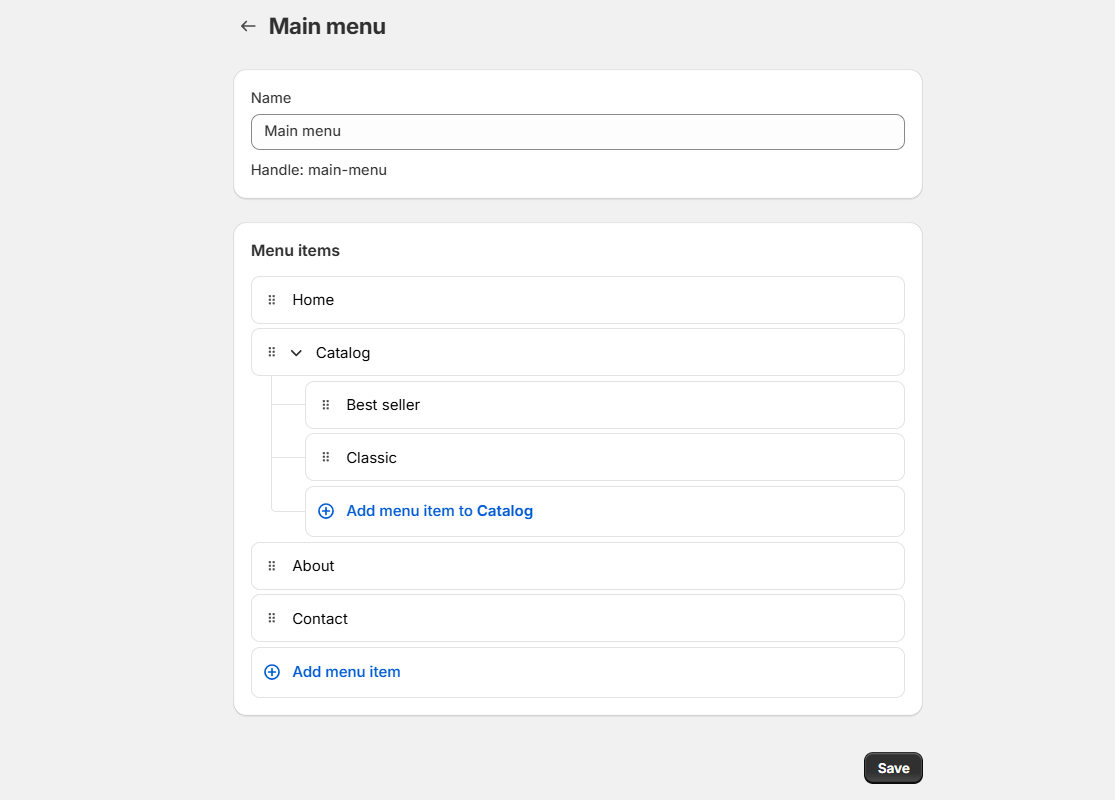 Main menu
Name
Main menu
Handle: main-menu
Menu items
Home
Catalog
Best seller
Classic
Add menu item to Catalog
About
Contact
Add menu item
Save